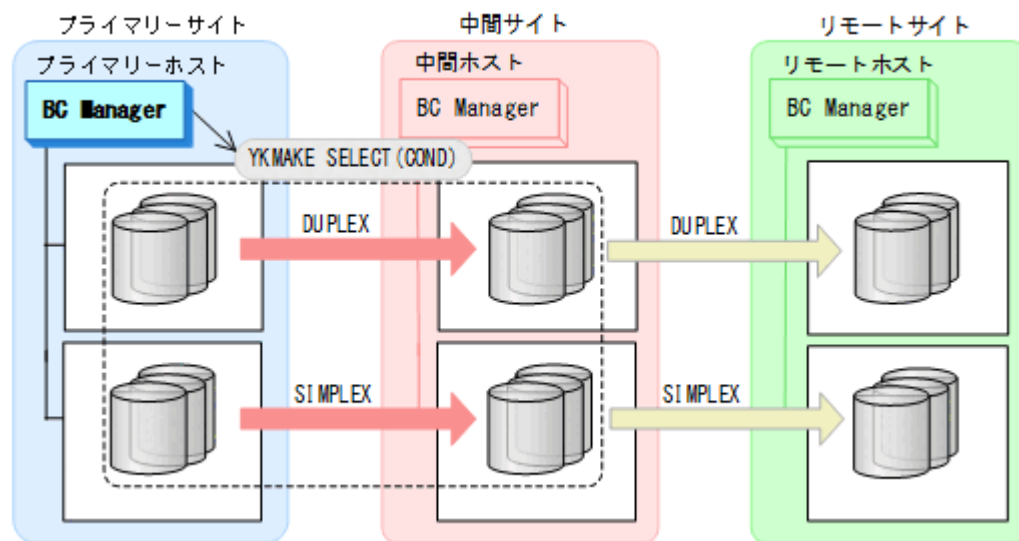 プライマリーサイト
中間サイト
リモートサイト
プライマリーホスト
中間ホスト
リモートホスト
BC Manager
BC Manager
BC Manager
YKMAKE SELECT(COND)
DUPLEX
DUPLEX
SIMPLEX
SIMPLEX